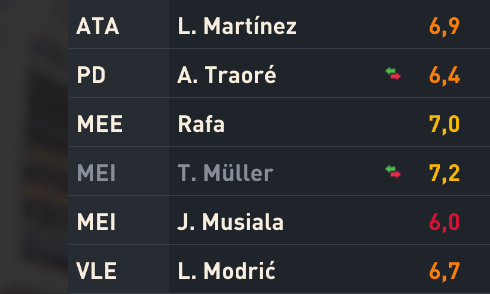 ATA L. Martínez 6,9
PD A. Traoré 6,4
MEE Rafa 7,0
MEI T. Müller 7,2
MEI J. Musiala 6,0
VLE L. Modrić 6,7